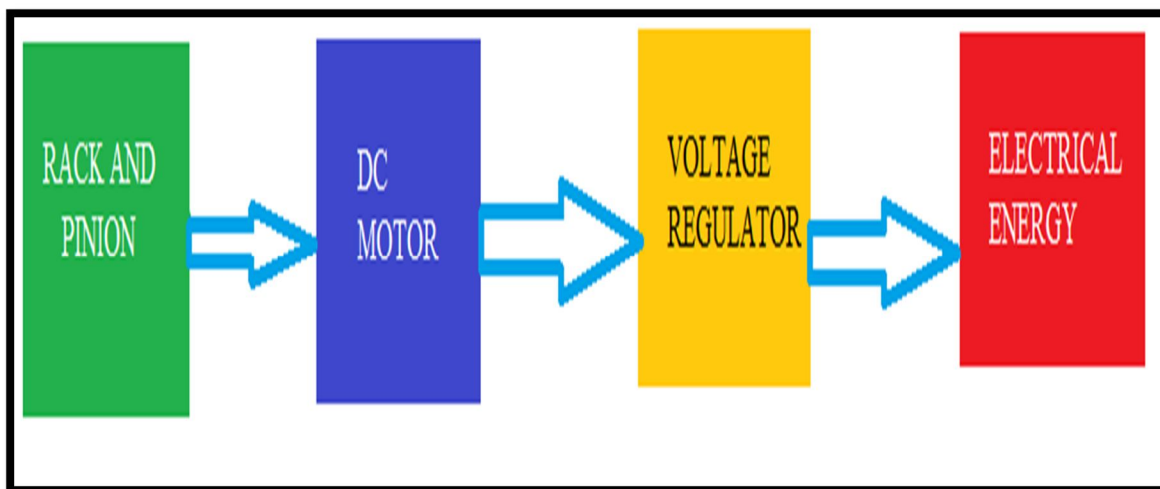 RACK AND
PINION
DC
MOTOR
VOLTAGE
REGULATOR
ELECTRICAL
ENERGY